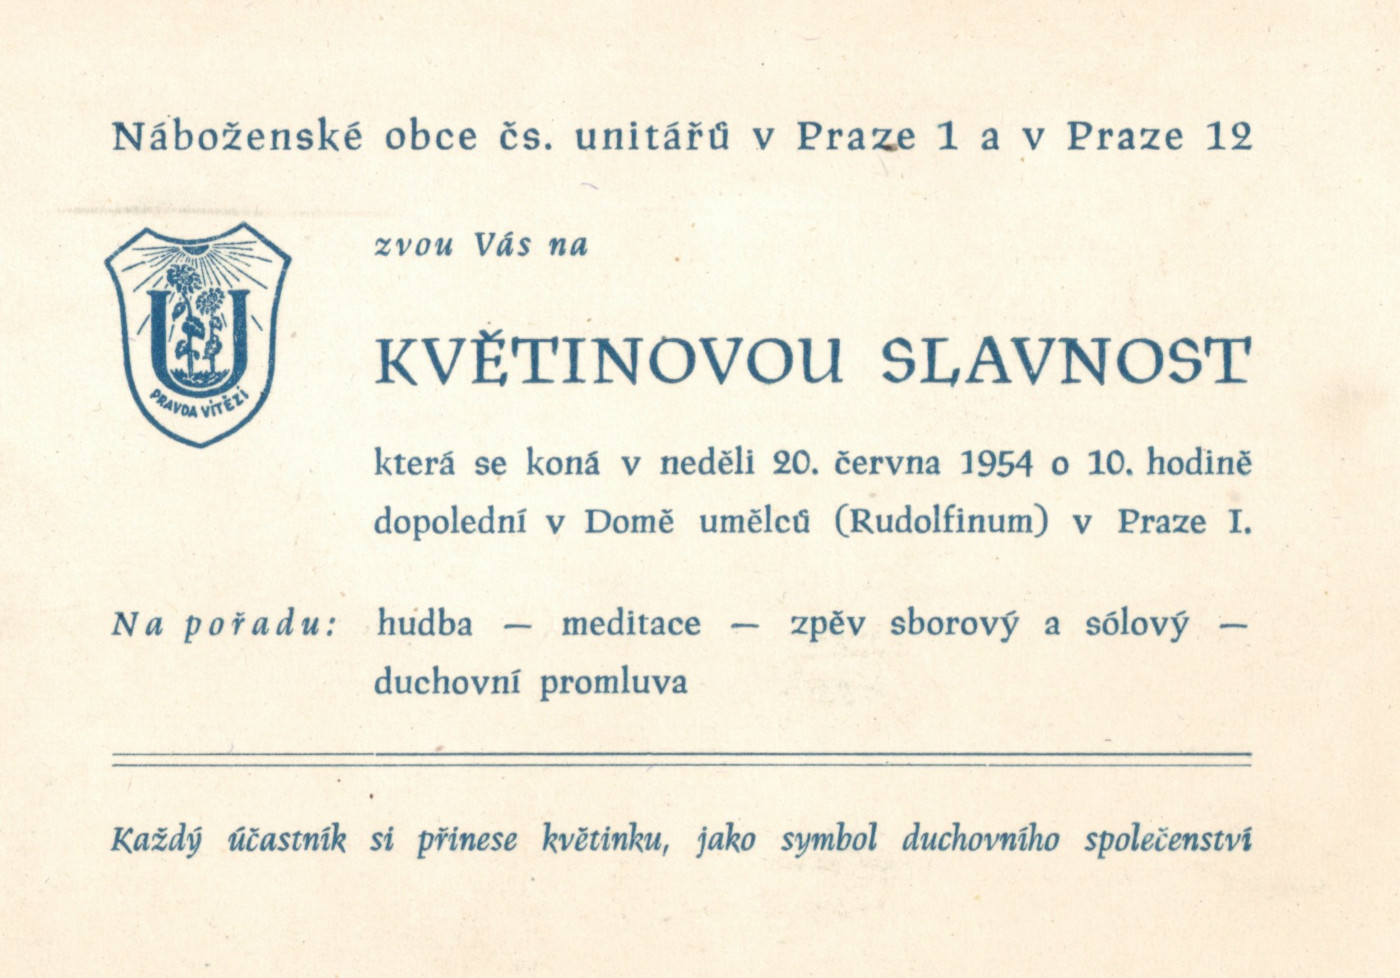 Náboženské obce čs. unitářů v Praze 1 a v Praze 12
zvou Vás na
PRAVDA VÍTĚZÍ
KVĚTINOVOU SLAVNOST
která se koná v neděli 20. června 1954 o 10. hodině
dopolední v Domě umělců (Rudolfinum) v Praze I.
Na pořadu: hudba — meditace — zpěv sborový a sólový —
duchovní promluva
Každý účastník si přinese květinku, jako symbol duchovního společenství